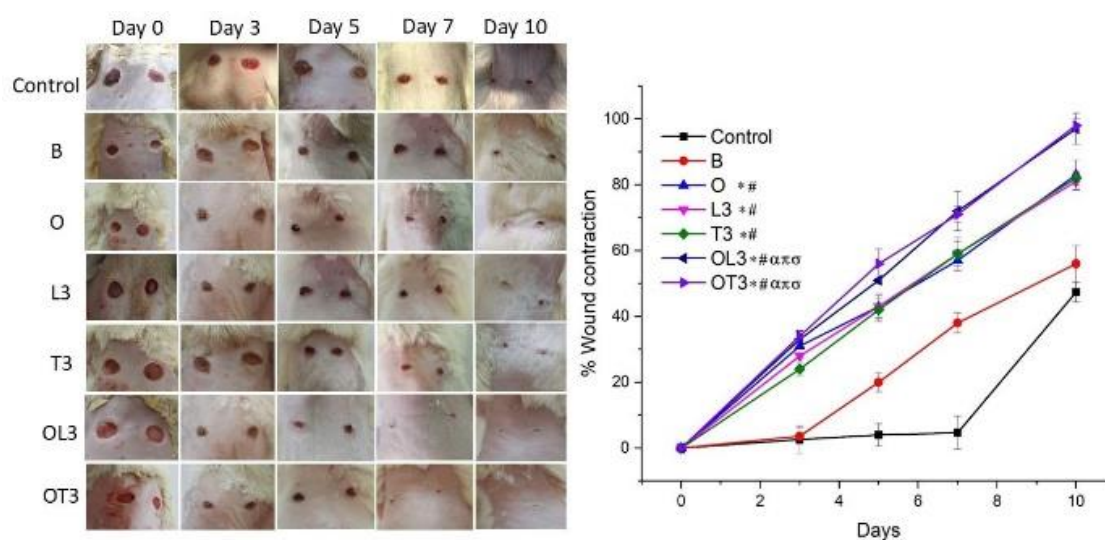 Day 0 Day 3 Day 5 Day 7 Day 10
Control
B
O
L3
T3
OL3
OT3
% Wound contraction
100
80
60
40
20
0
Control
B
O *#
L3 *#
T3 *#
OL3*#απσ
OT3*#απσ
0 2 4 6 8 10
Days